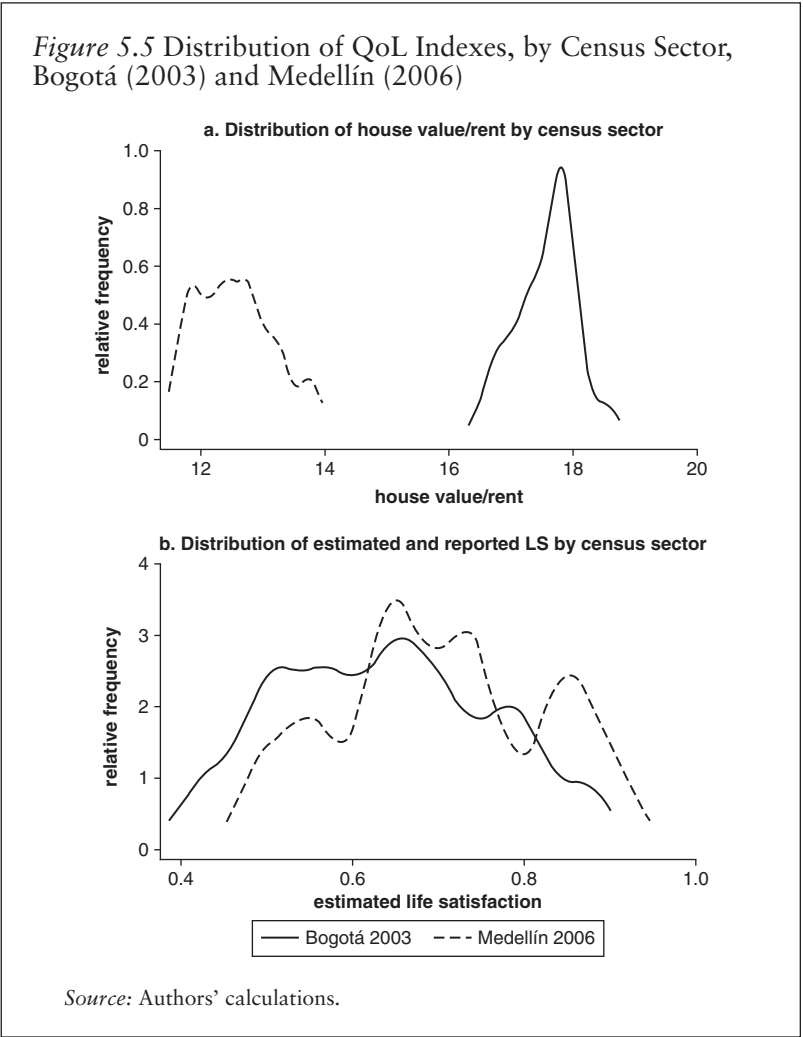 Figure 5.5 Distribution of QoL Indexes, by Census Sector,
Bogotá (2003) and Medellín (2006)
a. Distribution of house value/rent by census sector
relative frequency
1.0
0.8
0.6
0.4
0.2
0
12
14
16
18
20
house value/rent
b. Distribution of estimated and reported LS by census sector
relative frequency
4
3
2
1
0
0.4
0.6
0.8
1.0
estimated life satisfaction
Bogotá 2003
Medellín 2006
Source: Authors' calculations.